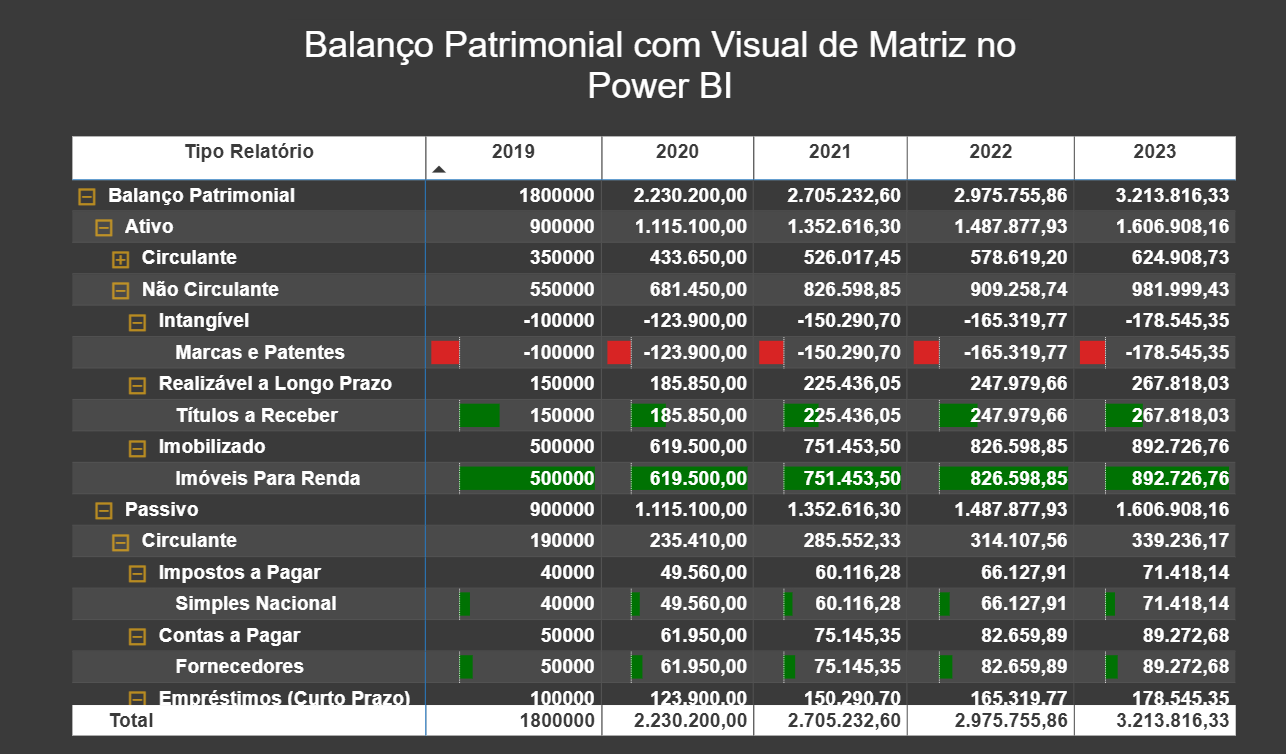 Balanço Patrimonial com Visual de Matriz no
Power BI
Tipo Relatório 2019 2020 2021 2022 2023
Balanço Patrimonial 1800000 2.230.200,00 2.705.232,60 2.975.755,86 3.213.816,33
Ativo 900000 1.115.100,00 1.352.616,30 1.487.877,93 1.606.908,16
Circulante 350000 433.650,00 526.017,45 578.619,20 624.908,73
Não Circulante 550000 681.450,00 826.598,85 909.258,74 981.999,43
Intangível -100000 -123.900,00 -150.290,70 -165.319,77 -178.545,35
Marcas e Patentes -100000 -123.900,00 -150.290,70 -165.319,77 -178.545,35
Realizável a Longo Prazo 150000 185.850,00 225.436,05 247.979,66 267.818,03
Títulos a Receber 150000 185.850,00 225.436,05 247.979,66 267.818,03
Imobilizado 500000 619.500,00 751.453,50 826.598,85 892.726,76
Imóveis Para Renda 500000 619.500,00 751.453,50 826.598,85 892.726,76
Passivo 900000 1.115.100,00 1.352.616,30 1.487.877,93 1.606.908,16
Circulante 190000 235.410,00 285.552,33 314.107,56 339.236,17
Impostos a Pagar 40000 49.560,00 60.116,28 66.127,91 71.418,14
Simples Nacional 40000 49.560,00 60.116,28 66.127,91 71.418,14
Contas a Pagar 50000 61.950,00 75.145,35 82.659,89 89.272,68
Fornecedores 50000 61.950,00 75.145,35 82.659,89 89.272,68
Empréstimos (Curto Prazo) 100000 123.900,00 150.290,70 165.319,77 178.545,35
Total 1800000 2.230.200,00 2.705.232,60 2.975.755,86 3.213.816,33